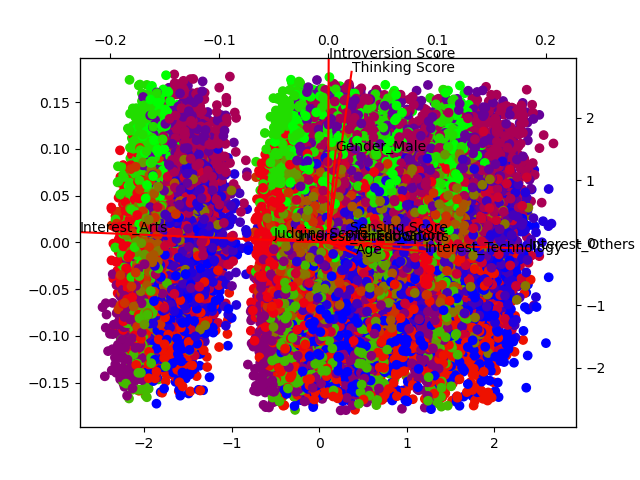 −0.2 −0.1 0.0 0.1 0.2
Introversion Score
Thinking Score
0.15
2
0.10
Gender_Male
1
0.05
Interest_Arts
Sensing Score
Judging Score
0.00
Interest_Technology
Interest_Others
0
Age
−0.05
−1
−0.10
−2
−0.15
−2 −1 0 1 2